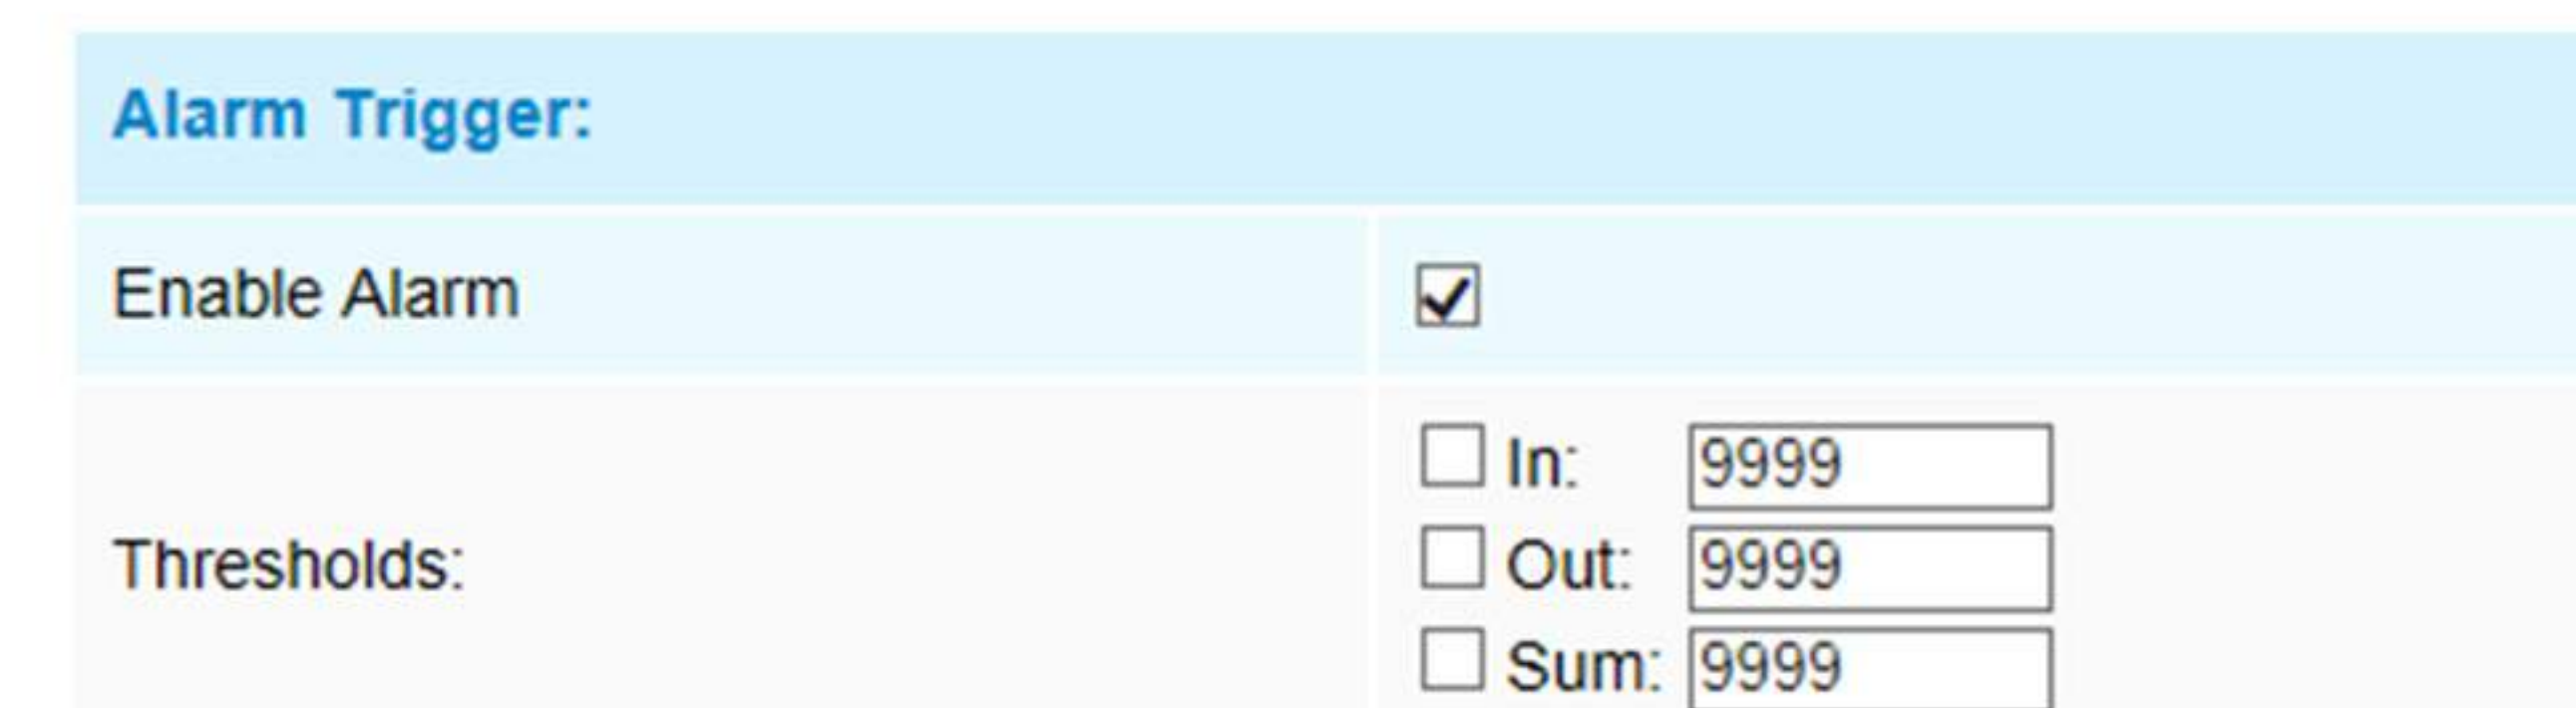 Alarm Trigger:
Enable Alarm
Thresholds:
In: 9999
Out: 9999
Sum: 9999